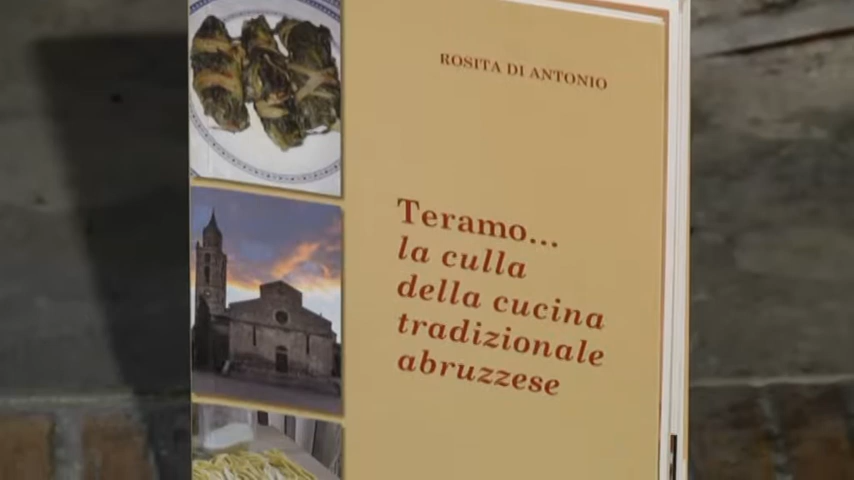 ROSITA DI ANTONIO
Teramo...
la culla
della cucina
tradizionale
abruzzese